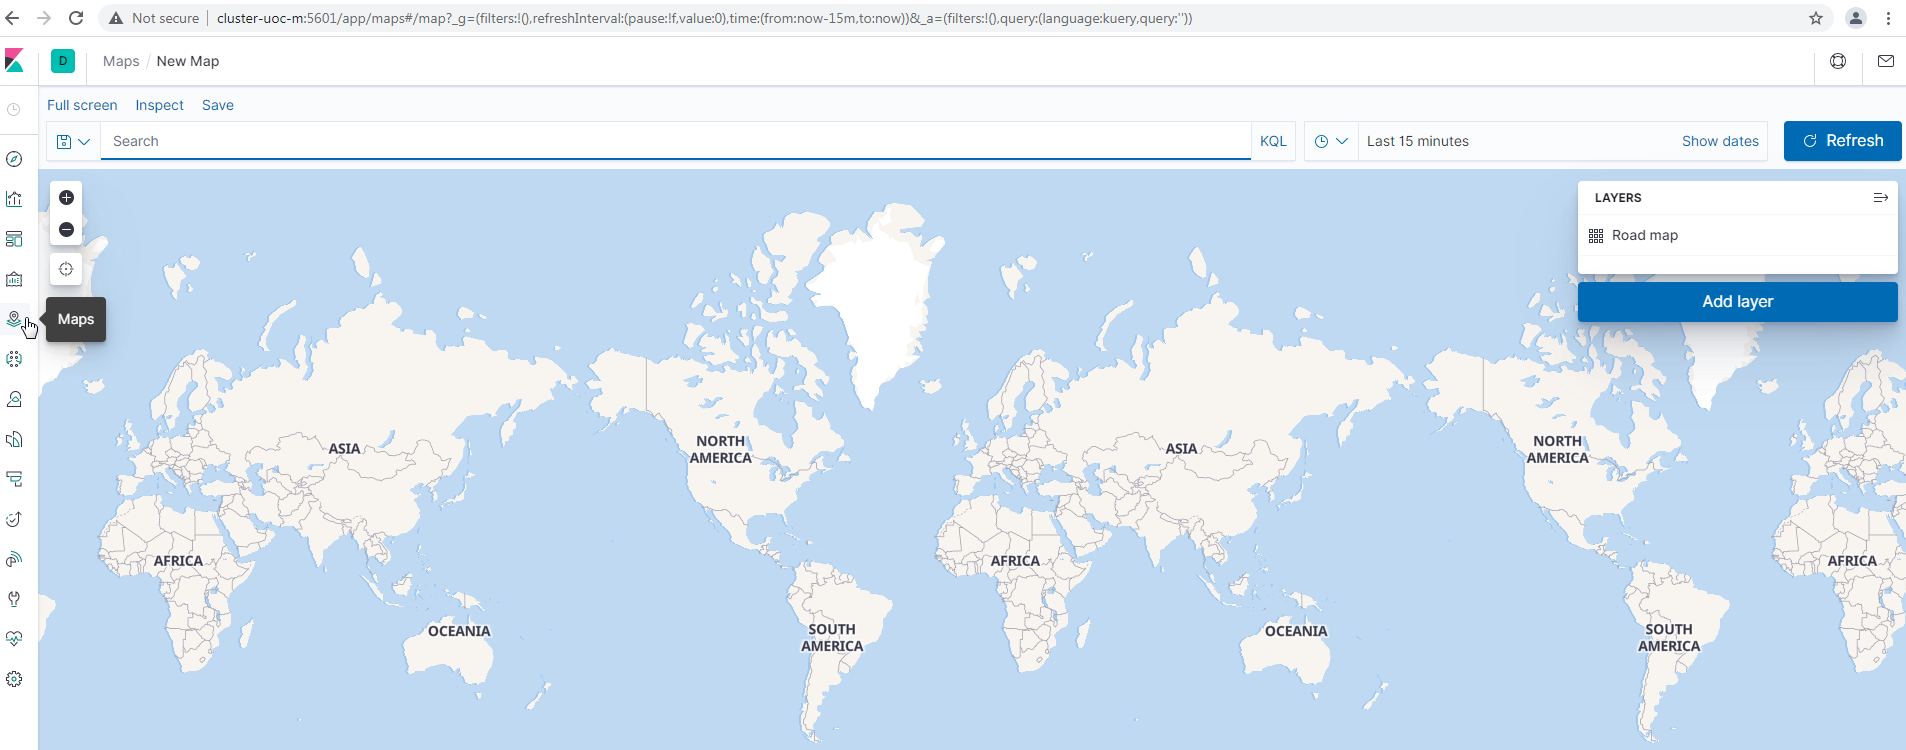 Not secure cluster-uoc-m:5601/app/maps#/map?_g=(filters:!(),refreshInterval:(pause:!f,value:0),time:(from:now-15m,to:now))&_a=(filters:!(),query:(language:kuery,query:''))
D Maps / New Map
Full screen Inspect Save
Search KQL Last 15 minutes Show dates Refresh
LAYERS
Road map
Add layer
Maps
ASIA
NORTH AMERICA
ASIA
NORTH AMERICA
AFRICA
AFRICA
AFRICA
OCEANIA
SOUTH AMERICA
OCEANIA
SOUTH AMERICA